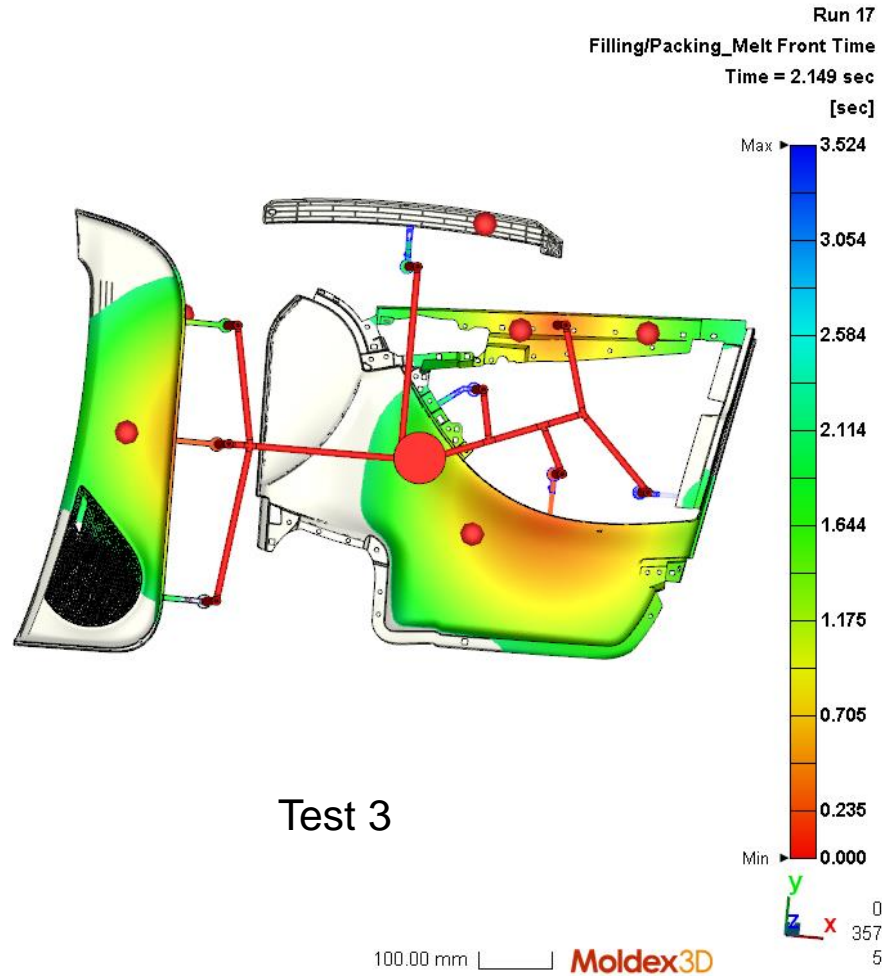 Run 17
Filling/Packing_Melt Front Time
Time = 2.149 sec
[sec]
Max 3.524
3.054
2.584
2.114
1.644
1.175
0.705
0.235
Min 0.000
Test 3
y
z x
0
357
5
100.00 mm
Moldex3D